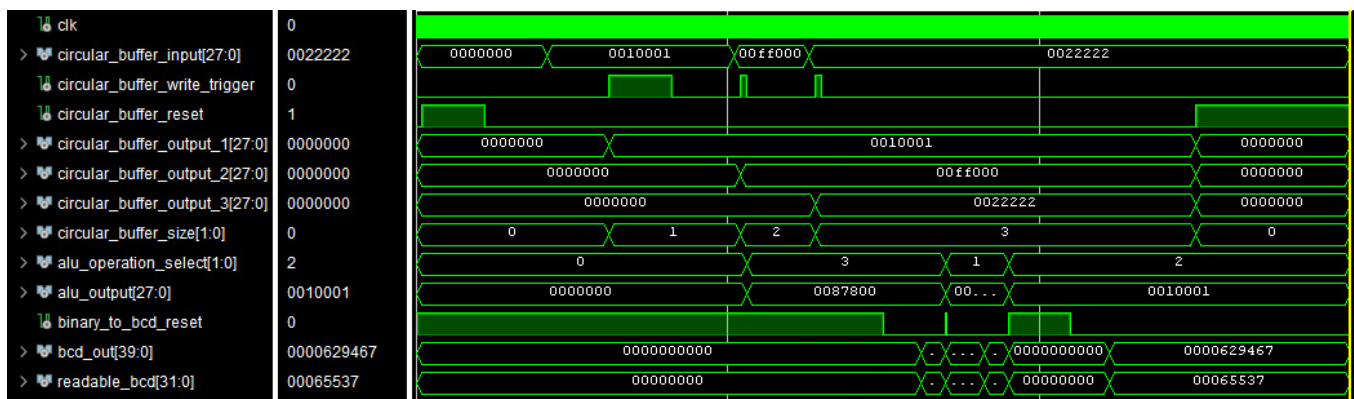 clk 0
circular_buffer_input[27:0] 0022222 0000000 0010001 00ff000 0022222
circular_buffer_write_trigger 0
circular_buffer_reset 1
circular_buffer_output_1[27:0] 0000000 0000000 0010001 0000000
circular_buffer_output_2[27:0] 0000000 0000000 00ff000 0000000
circular_buffer_output_3[27:0] 0000000 0000000 0022222 0000000
circular_buffer_size[1:0] 0 0 1 2 3 0
alu_operation_select[1:0] 2 0 3 1 2
alu_output[27:0] 0010001 0000000 0087800 00... 0010001
binary_to_bcd_reset 0
bcd_out[39:0] 0000629467 0000000000 . ... . 0000000000 0000629467
readable_bcd[31:0] 00065537 00000000 . ... . 00000000 00065537